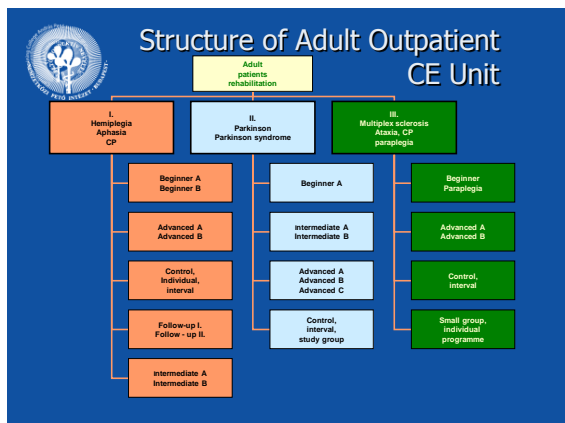 Structure of Adult Outpatient
CE Unit
Adult
patients
rehabilitation
I.
Hemiplegia
Aphasia
CP
II.
Parkinson
Parkinson syndrome
III.
Multiplex sclerosis
Ataxia, CP
paraplegia
Beginner A
Beginner B
Advanced A
Advanced B
Control,
Individual,
interval
Follow-up I.
Follow - up II.
Intermediate A
Intermediate B
Beginner A
Intermediate A
Intermediate B
Advanced A
Advanced B
Advanced C
Control,
interval,
study group
Beginner
Paraplegia
Advanced A
Advanced B
Control,
interval
Small group,
individual
programme